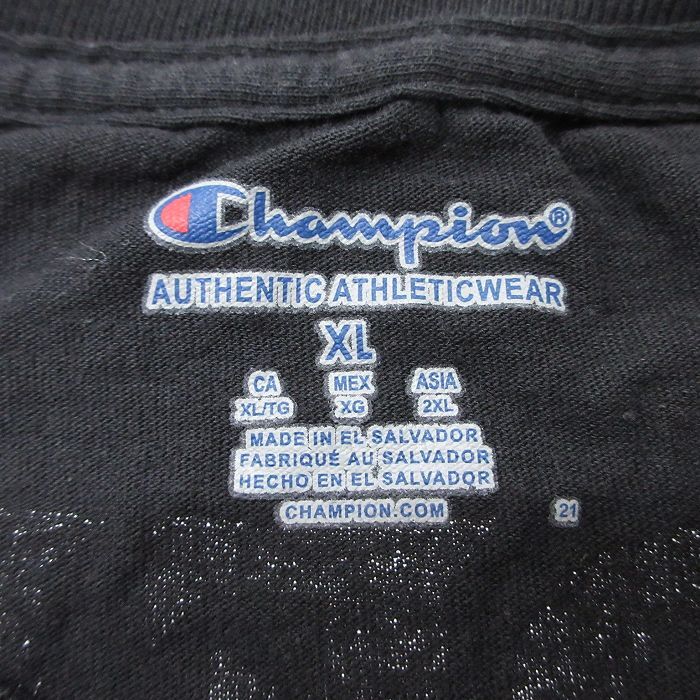 Champion®
AUTHENTIC ATHLETICWEAR
XL
CA MEX ASIA
XL/TG XG 2XL
MADE IN EL SALVADOR
FABRIQUÉ AU SALVADOR
HECHO EN EL SALVADOR
CHAMPION.COM 21